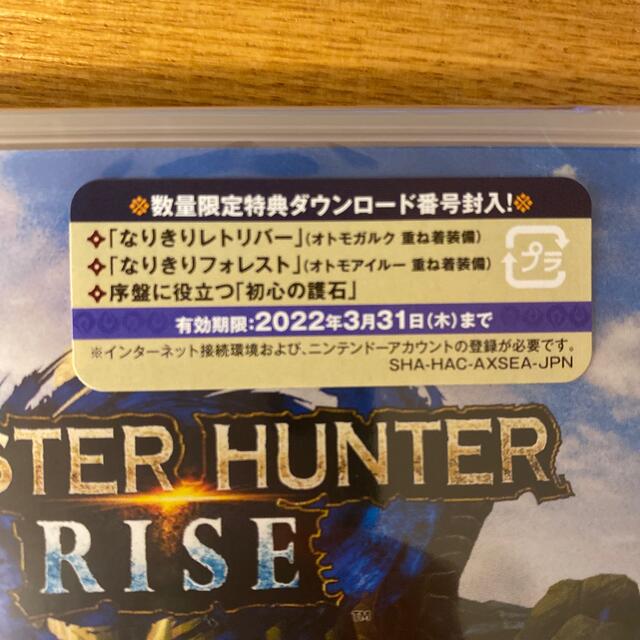 ※数量限定特典ダウンロード番号封入!※
「なりきりレトリバー」(オトモガルク 重ね着装備)
「なりきりフォレスト」(オトモアイルー 重ね着装備)
序盤に役立つ「初心の護石」
プラ
有効期限:2022年3月31日(木)まで
※インターネット接続環境および、ニンテンドーアカウントの登録が必要です。
SHA-HAC-AXSEA-JPN
STER HUNTER
RISE
TM